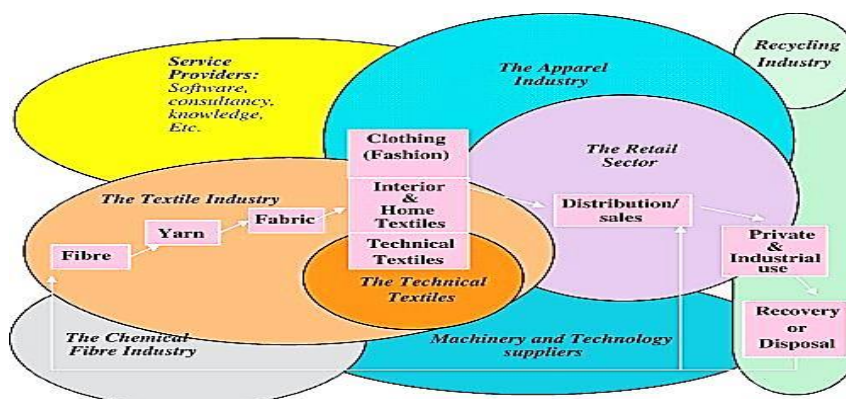 Service
Providers:
Software,
consultancy,
knowledge,
Etc.
The Apparel
Industry
Recycling
Industry
Clothing
(Fashion)
The Retail
Sector
The Textile Industry
Interior
&
Home
Textiles
Fibre
Yarn
Fabric
Distribution/
sales
Technical
Textiles
Private
&
Industrial
use
The Technical
Textiles
Recovery
or
Disposal
The Chemical
Fibre Industry
Machinery and Technology
suppliers